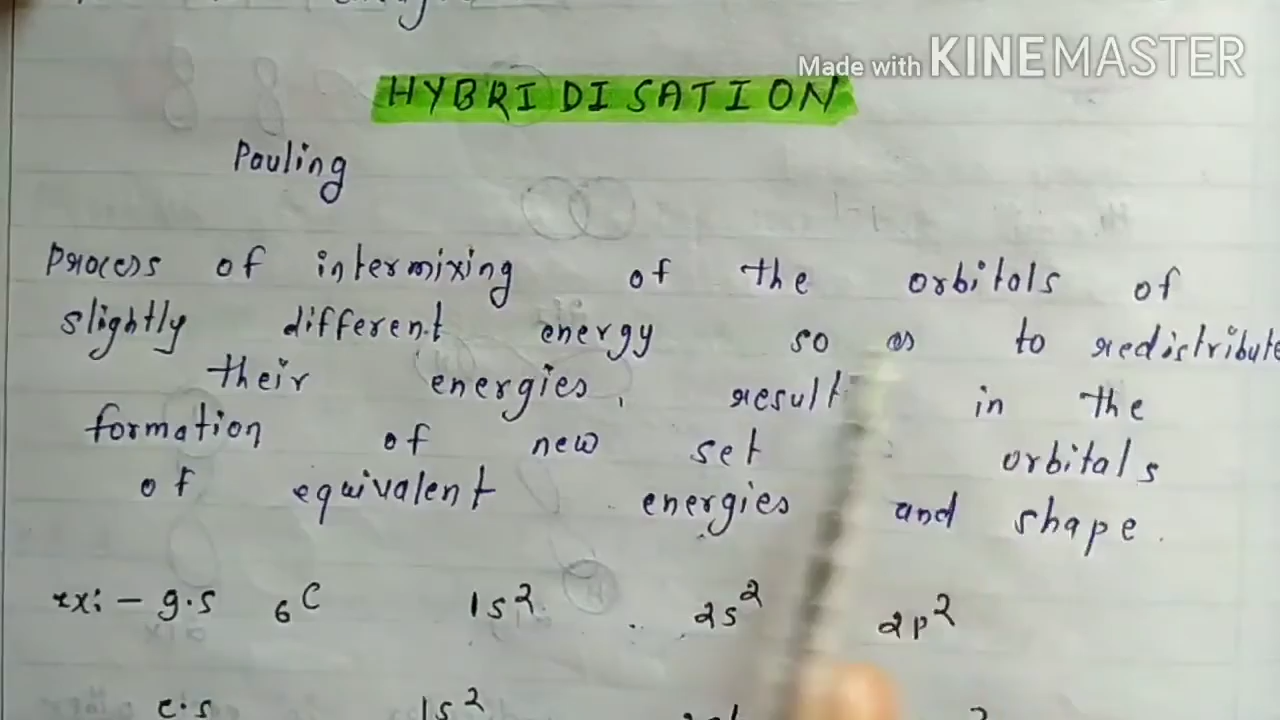 Made with KINEMASTER
HYBRIDISATION
Pauling
Process of intermixing of the orbitals of
slightly different energy so as to redistribute
their energies, result in the
formation of new set orbitals
of equivalent energies and shape.
ex:- g.s 6C 1s2 2s2 2p2
e.s 1s2